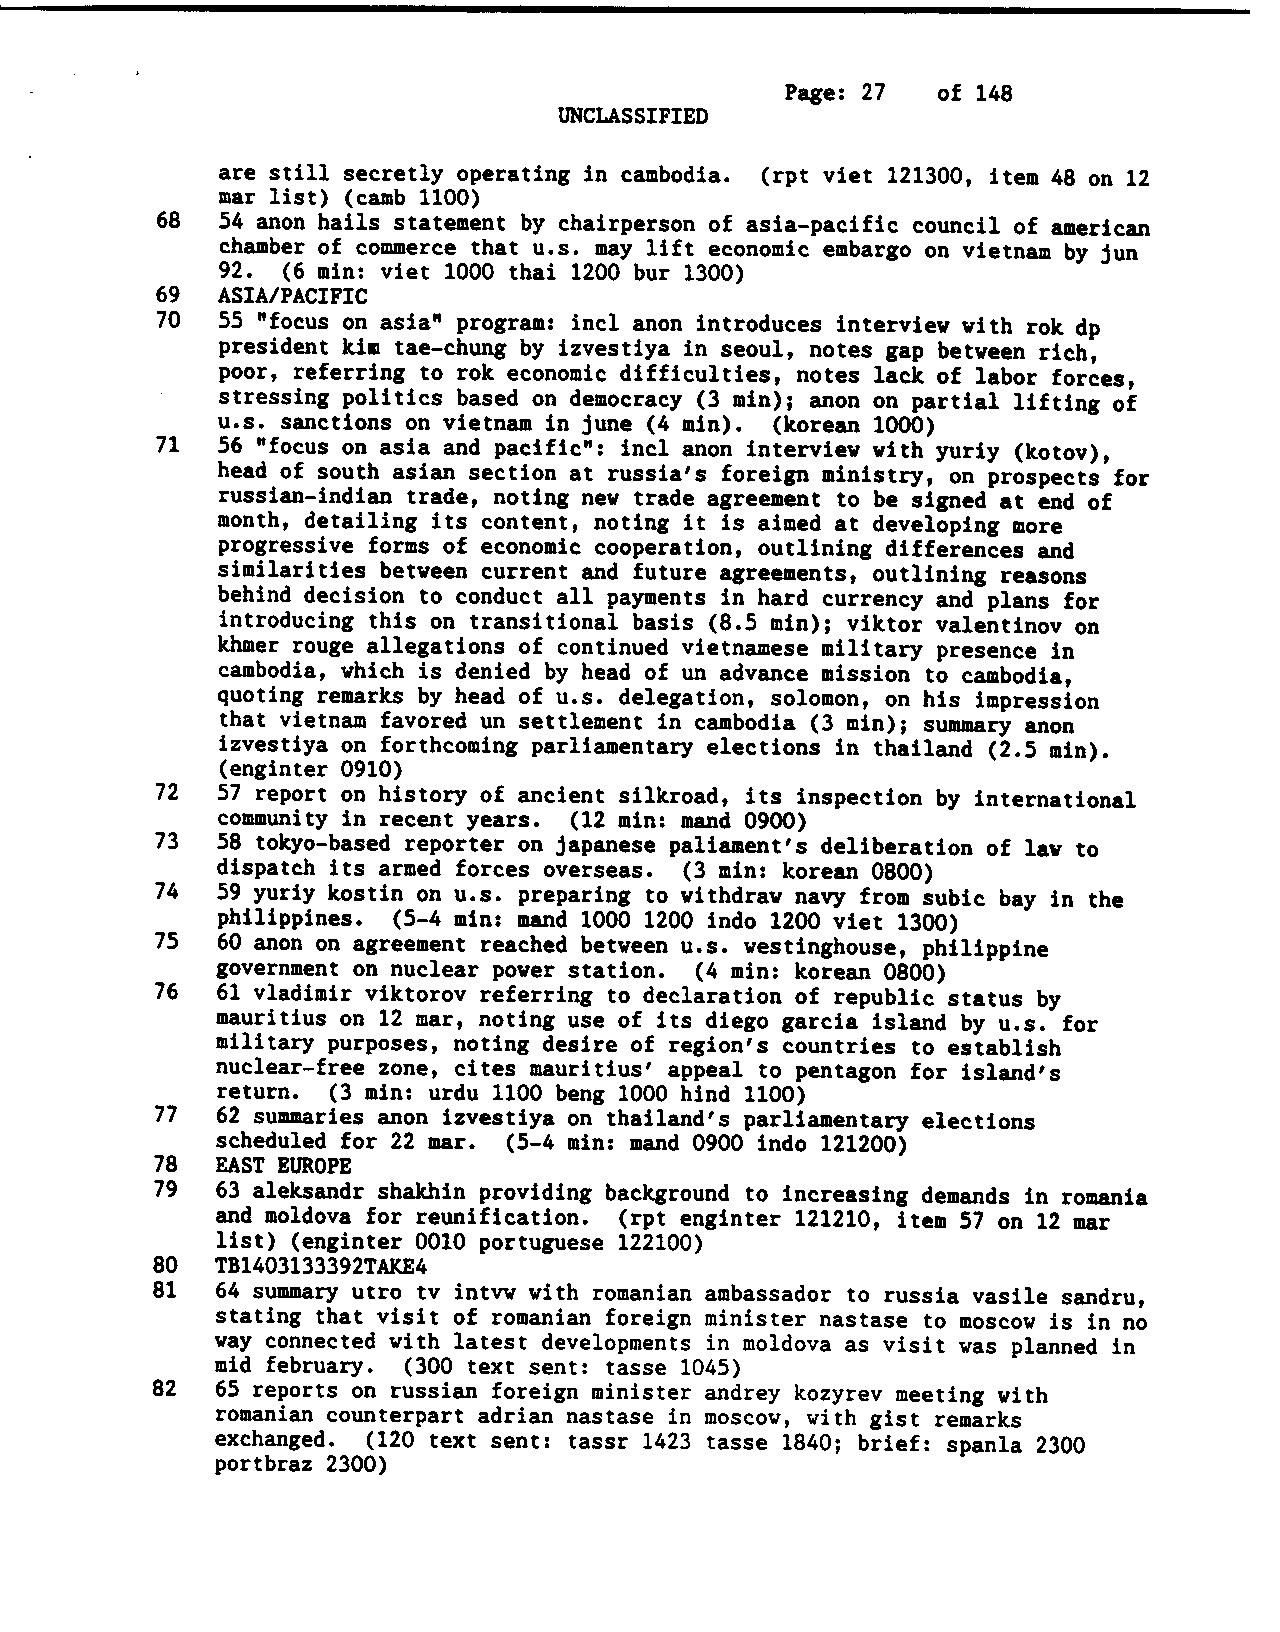 Page: 27 of 148
UNCLASSIFIED
are still secretly operating in cambodia. (rpt viet 121300, item 48 on 12
mar list) (camb 1100)
68 54 anon hails statement by chairperson of asia-pacific council of american
chamber of commerce that u.s. may lift economic embargo on vietnam by jun
92. (6 min: viet 1000 thai 1200 bur 1300)
69 ASIA/PACIFIC
70 55 "focus on asia" program: incl anon introduces interview with rok dp
president kim tae-chung by izvestiya in seoul, notes gap between rich,
poor, referring to rok economic difficulties, notes lack of labor forces,
stressing politics based on democracy (3 min); anon on partial lifting of
u.s. sanctions on vietnam in june (4 min). (korean 1000)
71 56 "focus on asia and pacific": incl anon interview with yuriy (kotov),
head of south asian section at russia's foreign ministry, on prospects for
russian-indian trade, noting new trade agreement to be signed at end of
month, detailing its content, noting it is aimed at developing more
progressive forms of economic cooperation, outlining differences and
similarities between current and future agreements, outlining reasons
behind decision to conduct all payments in hard currency and plans for
introducing this on transitional basis (8.5 min); viktor valentinov on
khmer rouge allegations of continued vietnamese military presence in
cambodia, which is denied by head of un advance mission to cambodia,
quoting remarks by head of u.s. delegation, solomon, on his impression
that vietnam favored un settlement in cambodia (3 min); summary anon
izvestiya on forthcoming parliamentary elections in thailand (2.5 min).
(enginter 0910)
72 57 report on history of ancient silkroad, its inspection by international
community in recent years. (12 min: mand 0900)
73 58 tokyo-based reporter on japanese paliament's deliberation of law to
dispatch its armed forces overseas. (3 min: korean 0800)
74 59 yuriy kostin on u.s. preparing to withdraw navy from subic bay in the
philippines. (5-4 min: mand 1000 1200 indo 1200 viet 1300)
75 60 anon on agreement reached between u.s. westinghouse, philippine
government on nuclear power station. (4 min: korean 0800)
76 61 vladimir viktorov referring to declaration of republic status by
mauritius on 12 mar, noting use of its diego garcia island by u.s. for
military purposes, noting desire of region's countries to establish
nuclear-free zone, cites mauritius' appeal to pentagon for island's
return. (3 min: urdu 1100 beng 1000 hind 1100)
77 62 summaries anon izvestiya on thailand's parliamentary elections
scheduled for 22 mar. (5-4 min: mand 0900 indo 121200)
78 EAST EUROPE
79 63 aleksandr shakhin providing background to increasing demands in romania
and moldova for reunification. (rpt enginter 121210, item 57 on 12 mar
list) (enginter 0010 portuguese 122100)
80 TB1403133392TAKE4
81 64 summary utro tv intvw with romanian ambassador to russia vasile sandru,
stating that visit of romanian foreign minister nastase to moscow is in no
way connected with latest developments in moldova as visit was planned in
mid february. (300 text sent: tasse 1045)
82 65 reports on russian foreign minister andrey kozyrev meeting with
romanian counterpart adrian nastase in moscow, with gist remarks
exchanged. (120 text sent: tassr 1423 tasse 1840; brief: spanla 2300
portbraz 2300)